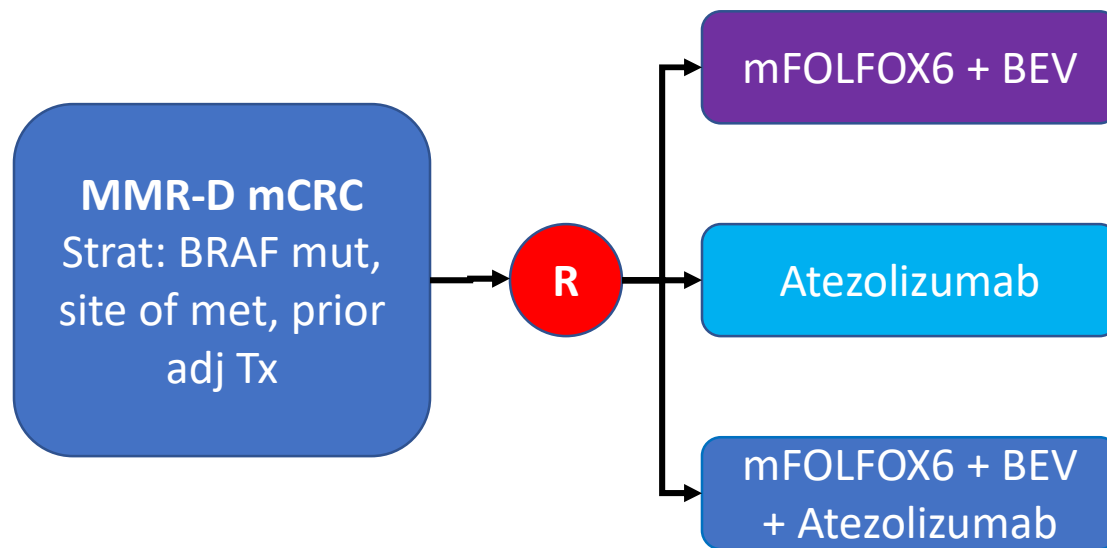 MMR-D mCRC
Strat: BRAF mut,
site of met, prior
adj Tx
R
mFOLFOX6 + BEV
Atezolizumab
mFOLFOX6 + BEV
+ Atezolizumab